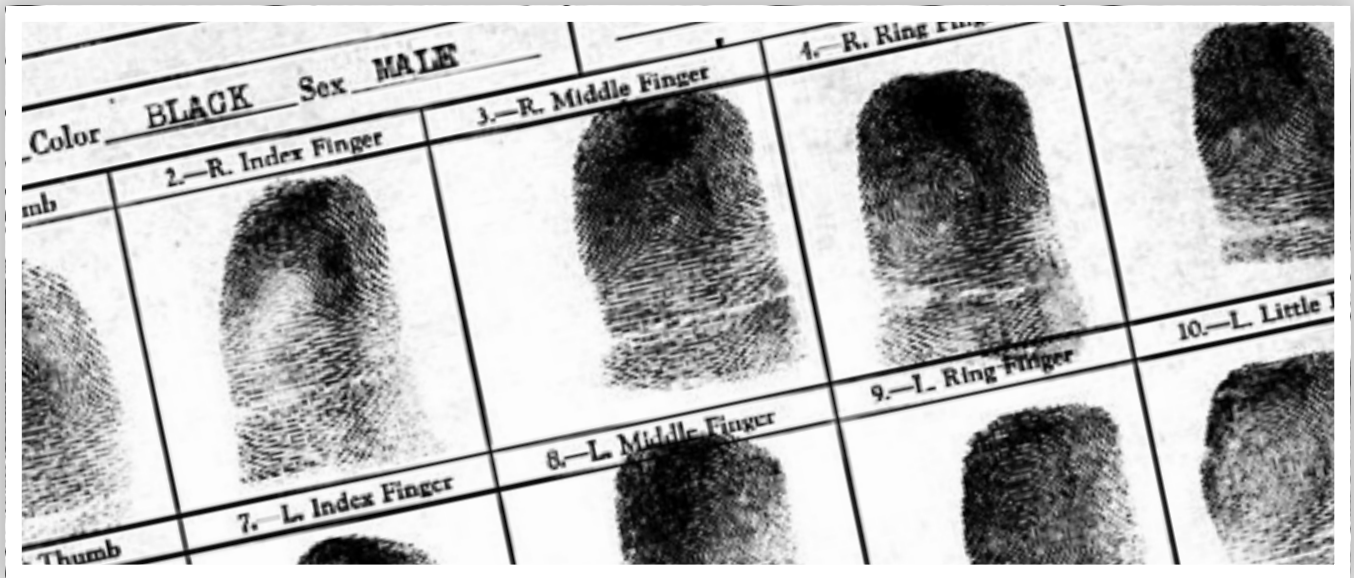 Color BLACK Sex MALE
mb 2.—R. Index Finger 3.—R. Middle Finger 4.—R. Ring
Thumb 7.—L. Index Finger 8.—L. Middle Finger 9.—L. Ring Finger 10.—L. Little